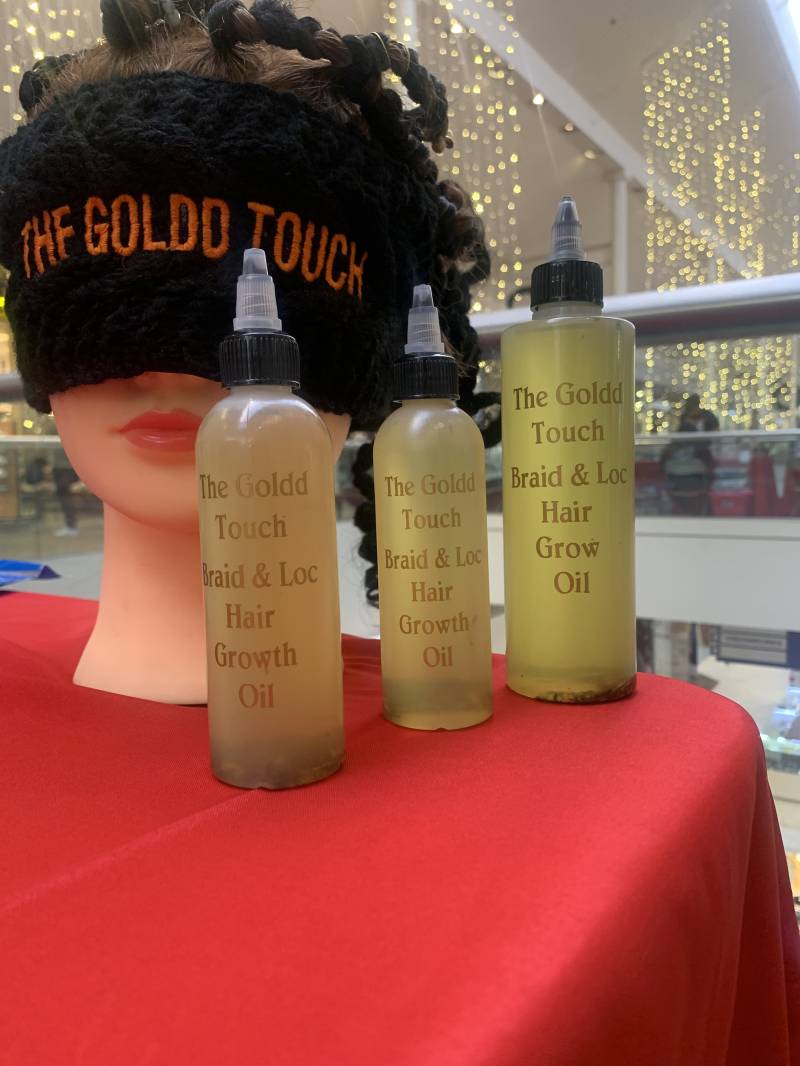 THE GOLDD TOUCH
The Goldd
Touch
Braid & Loc
Hair
Growth
Oil
The Goldd
Touch
Braid & Loc
Hair
Growth
Oil
The Goldd
Touch
Braid & Loc
Hair
Grow
Oil